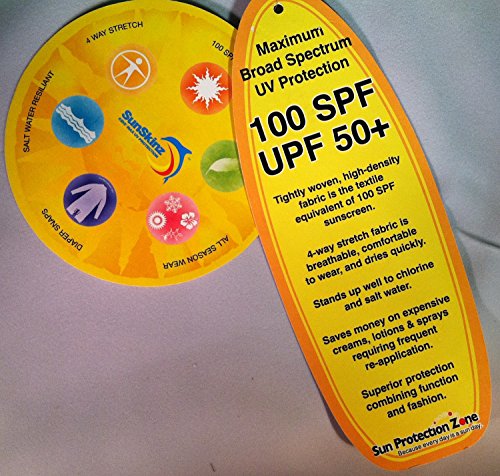 4 WAY STRETCH
100 SP
SALT WATER RESILIANT
SunSkinz
DIAPER SNAPS
ALL SEASON WEAR
Maximum
Broad Spectrum
UV Protection
100 SPF
UPF 50+
Tightly woven, high-density
fabric is the textile
equivalent of 100 SPF
sunscreen.
4-way stretch fabric is
breathable, comfortable
to wear, and dries quickly.
Stands up well to chlorine
and salt water.
Saves money on expensive
creams, lotions & sprays
requiring frequent
re-application.
Superior protection
combining function
and fashion.
Sun Protection Zone
Because every day is a sun day